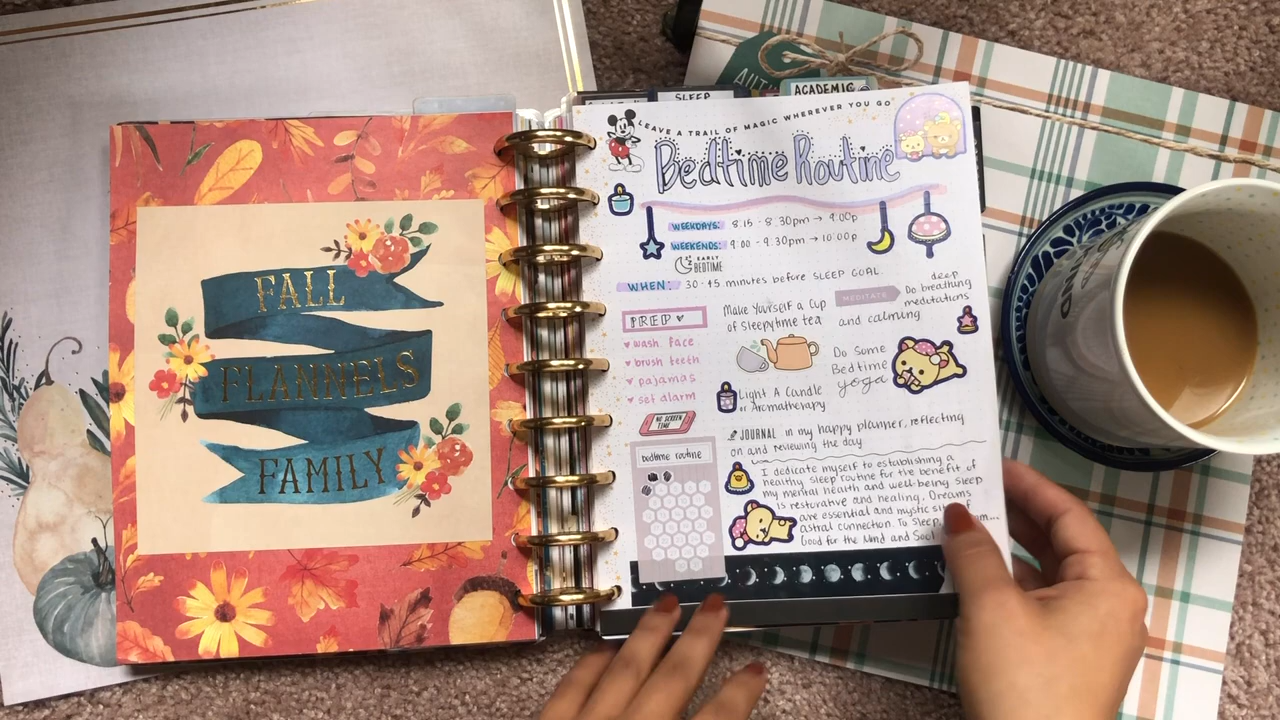 FALL
FLANNELS
FAMILY
SLEEP
ACADEMIC
LEAVE A TRAIL OF MAGIC WHEREVER YOU GO
Bedtime Routine
WEEKDAYS: 8:15 - 8:30pm → 9:00p
WEEKENDS: 9:00 - 9:30pm → 10:00p
EARLY
BEDTIME
WHEN: 30-45 minutes before SLEEP GOAL.
PREP ♥
♥ wash face
♥ brush teeth
♥ pajamas
♥ set alarm
NO SCREEN
TIME
bedtime routine
Make Yourself a Cup
of Sleepytime tea
MEDITATE
deep
Do breathing
meditations
and calming
Do Some
Bedtime
yoga
Light A Candle
or Aromatherapy
JOURNAL in my happy planner, reflecting
on and reviewing the day.
I dedicate myself to establishing a
healthy sleep routine for the benefit of
my mental health and well-being. Sleep
is restorative and healing. Dreams
are essential and mystic
astral connection. To Sleep,
Good for the Mind and Soul